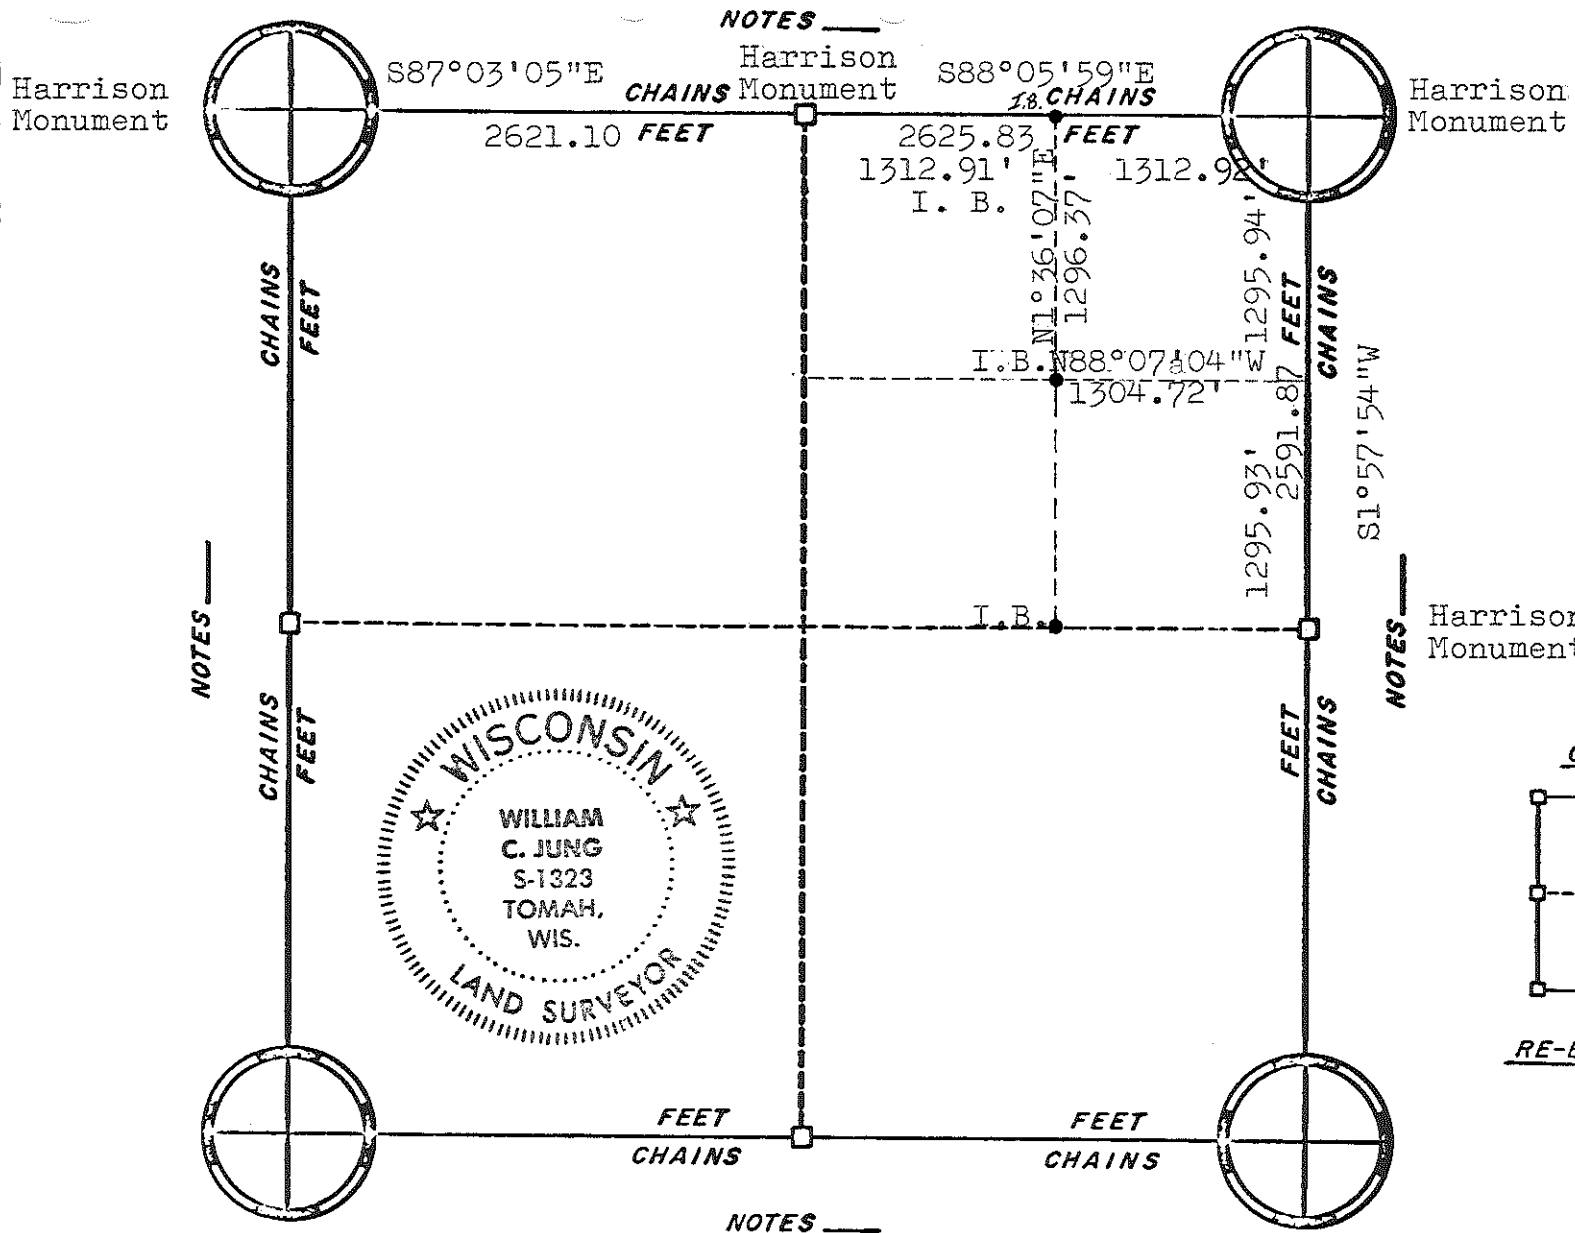 NOTES
Harrison
Monument
S87°03'05"E
CHAINS
2621.10 FEET
Harrison
Monument
S88°05'59"E
I.B. CHAINS
2625.83 FEET
1312.91' 1312.92'
I. B.
Harrison
Monument
N1°36'07"E
1296.37'
1295.94'
FEET
CHAINS
2591.87
S1°57'54"W
CHAINS
FEET
I.B. N88°07'04"W
1304.72'
1295.93'
NOTES
I.B.
NOTES
Harrison
Monument
CHAINS
FEET
FEET
CHAINS
WISCONSIN
WILLIAM
C. JUNG
S-1323
TOMAH,
WIS.
LAND SURVEYOR
FEET
CHAINS
FEET
CHAINS
NOTES